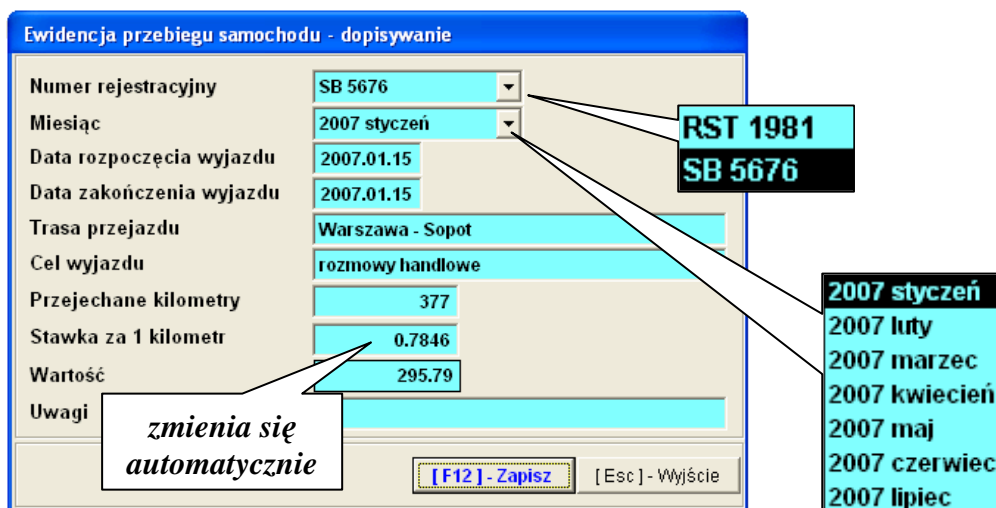 Ewidencja przebiegu samochodu - dopisywanie
Numer rejestracyjny SB 5676
Miesiąc 2007 styczeń
Data rozpoczęcia wyjazdu 2007.01.15
Data zakończenia wyjazdu 2007.01.15
Trasa przejazdu Warszawa - Sopot
Cel wyjazdu rozmowy handlowe
Przejechane kilometry 377
Stawka za 1 kilometr 0.7846
Wartość 295.79
Uwagi
zmienia się
automatycznie
[ F12 ] - Zapisz [ Esc ] - Wyjście
RST 1981
SB 5676
2007 styczeń
2007 luty
2007 marzec
2007 kwiecień
2007 maj
2007 czerwiec
2007 lipiec